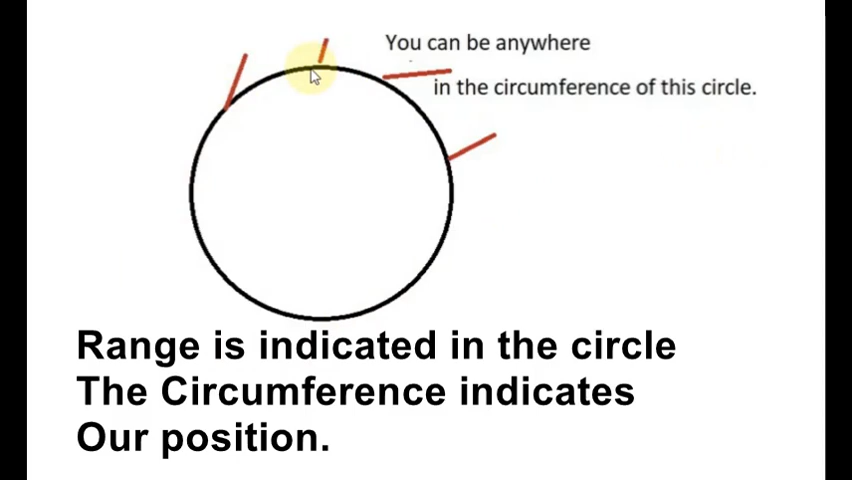 You can be anywhere
in the circumference of this circle.
Range is indicated in the circle
The Circumference indicates
Our position.